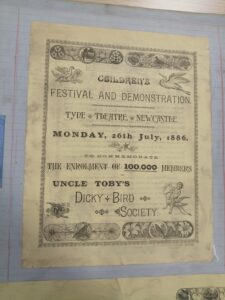 CHILDREN'S
FESTIVAL AND DEMONSTRATION,
TYNE THEATRE, NEWCASTLE,
MONDAY, 26th July, 1886,
TO COMMEMORATE
THE ENROLMENT OF 100,000 MEMBERS
UNCLE TOBY'S
DICKY BIRD
SOCIETY.